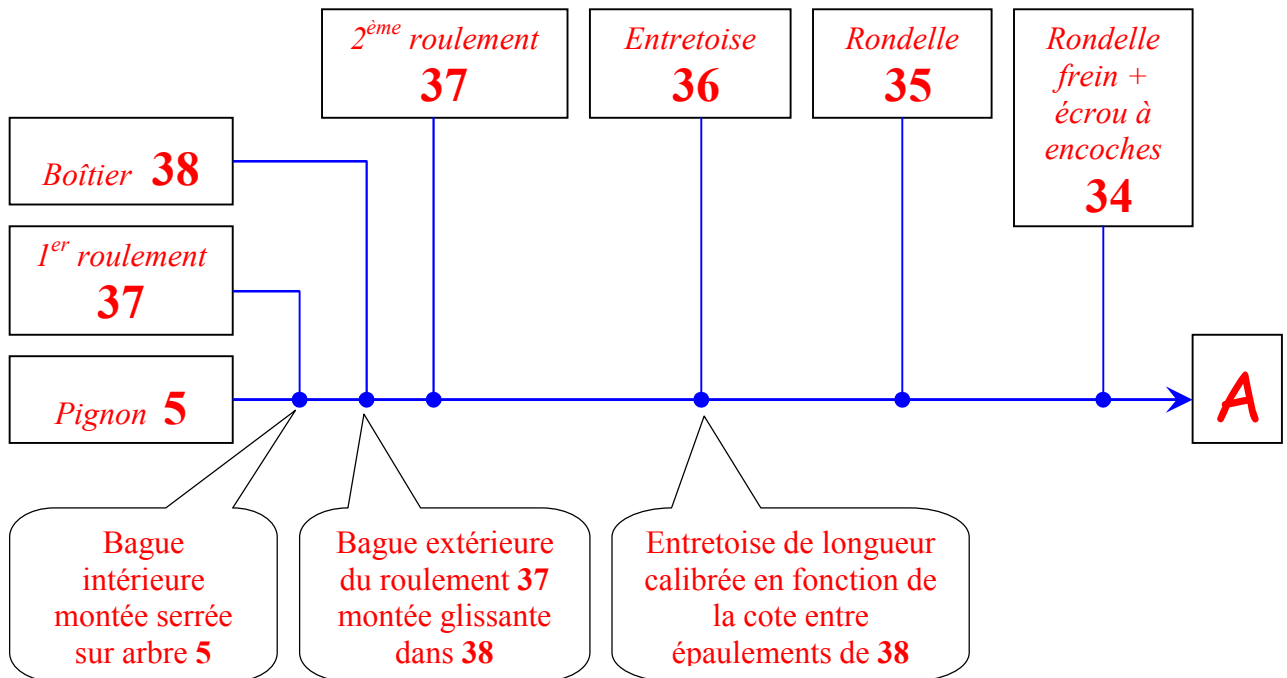 2ème roulement
37
Entretoise
36
Rondelle
35
Rondelle
frein +
écrou à
encoches
34
Boîtier 38
1er roulement
37
Pignon 5
A
Bague
intérieure
montée serrée
sur arbre 5
Bague extérieure
du roulement 37
montée glissante
dans 38
Entretoise de longueur
calibrée en fonction de
la cote entre
épaulements de 38